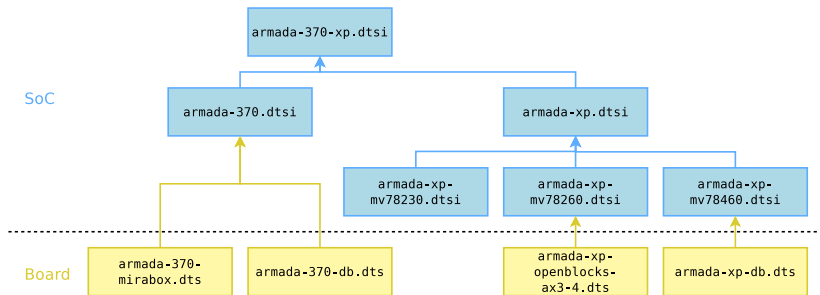 armada-370-xp.dtsi
SoC
armada-370.dtsi
armada-xp.dtsi
armada-xp-
mv78230.dtsi
armada-xp-
mv78260.dtsi
armada-xp-
mv78460.dtsi
Board
armada-370-
mirabox.dts
armada-370-db.dts
armada-xp-
openblocks-
ax3-4.dts
armada-xp-db.dts